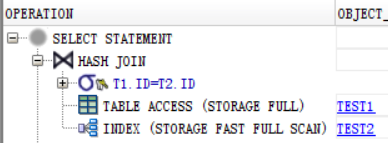 OPERATION OBJECT_
SELECT STATEMENT
HASH JOIN
T1.ID=T2.ID
TABLE ACCESS (STORAGE FULL) TEST1
INDEX (STORAGE FAST FULL SCAN) TEST2